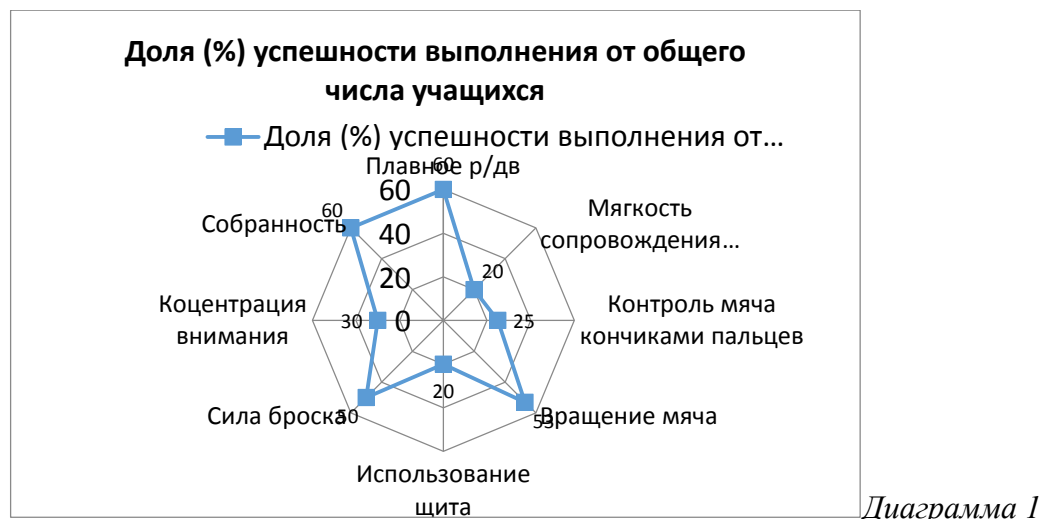 Доля (%) успешности выполнения от общего
числа учащихся
Доля (%) успешности выполнения от…
Плавное р/дв
60
60
Собранность
60
Мягкость
сопровождения…
40
20
20
Коцентрация
внимания
30
0
25
Контроль мяча
кончиками пальцев
Сила броска
50
20
53
Вращение мяча
Использование
щита
Диаграмма 1